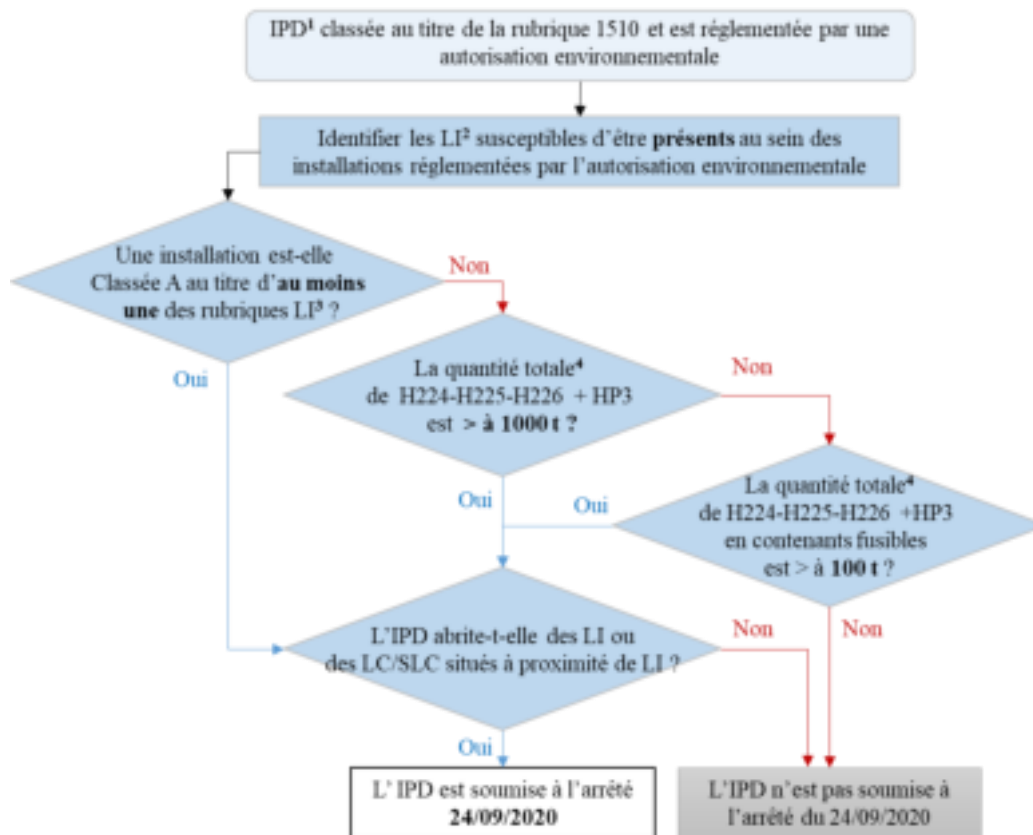 IPD¹ classée au titre de la rubrique 1510 et est réglementée par une
autorisation environnementale
Identifier les LI² susceptibles d'être présents au sein des
installations réglementées par l'autorisation environnementale
Une installation est-elle
Classée A au titre d'au moins
une des rubriques LI³ ?
Non
Oui
La quantité totale⁴
de H224-H225-H226 + HP3
est > à 1000 t ?
Non
Oui
Oui
La quantité totale⁴
de H224-H225-H226 +HP3
en contenants fusibles
est > à 100 t ?
L'IPD abrite-t-elle des LI ou
des LC/SLC situés à proximité de LI ?
Non
Non
Oui
L' IPD est soumise à l'arrêté
24/09/2020
L'IPD n'est pas soumise à
l'arrêté du 24/09/2020